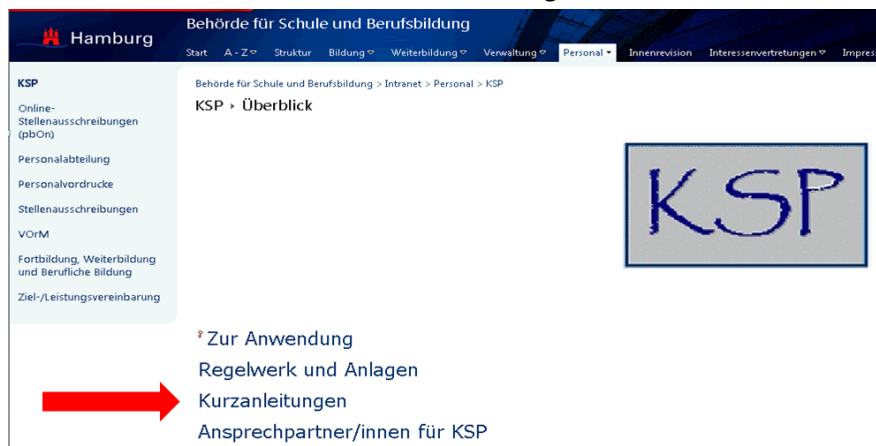 Hamburg
Behörde für Schule und Berufsbildung
Start A - Z Struktur Bildung Weiterbildung Verwaltung Personal Innenrevision Interessenvertretungen Impres
KSP
Online-
Stellenausschreibungen
(pbOn)
Personalabteilung
Personalvordrucke
Stellenausschreibungen
VOrM
Fortbildung, Weiterbildung
und Berufliche Bildung
Ziel-/Leistungsvereinbarung
Behörde für Schule und Berufsbildung > Intranet > Personal > KSP
KSP ▸ Überblick
KSP
Zur Anwendung
Regelwerk und Anlagen
Kurzanleitungen
Ansprechpartner/innen für KSP